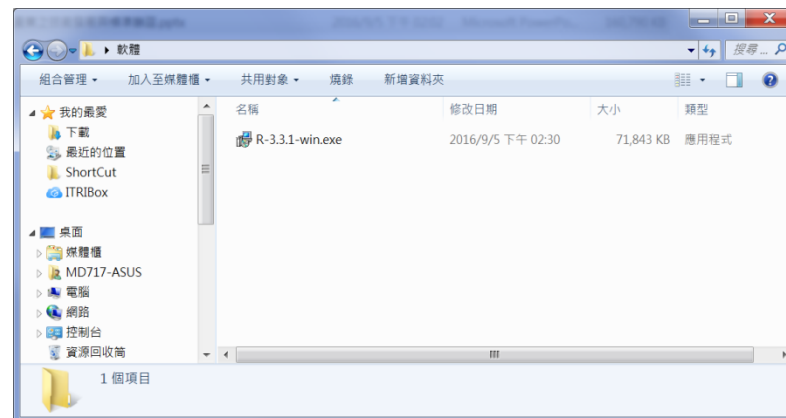 軟體
搜尋 ...
組合管理 加入至媒體櫃 共用對象 燒錄 新增資料夾
名稱 修改日期 大小 類型
R-3.3.1-win.exe 2016/9/5 下午 02:30 71,843 KB 應用程式
我的最愛
下載
最近的位置
ShortCut
ITRIBox
桌面
媒體櫃
MD717-ASUS
電腦
網路
控制台
資源回收筒
1 個項目